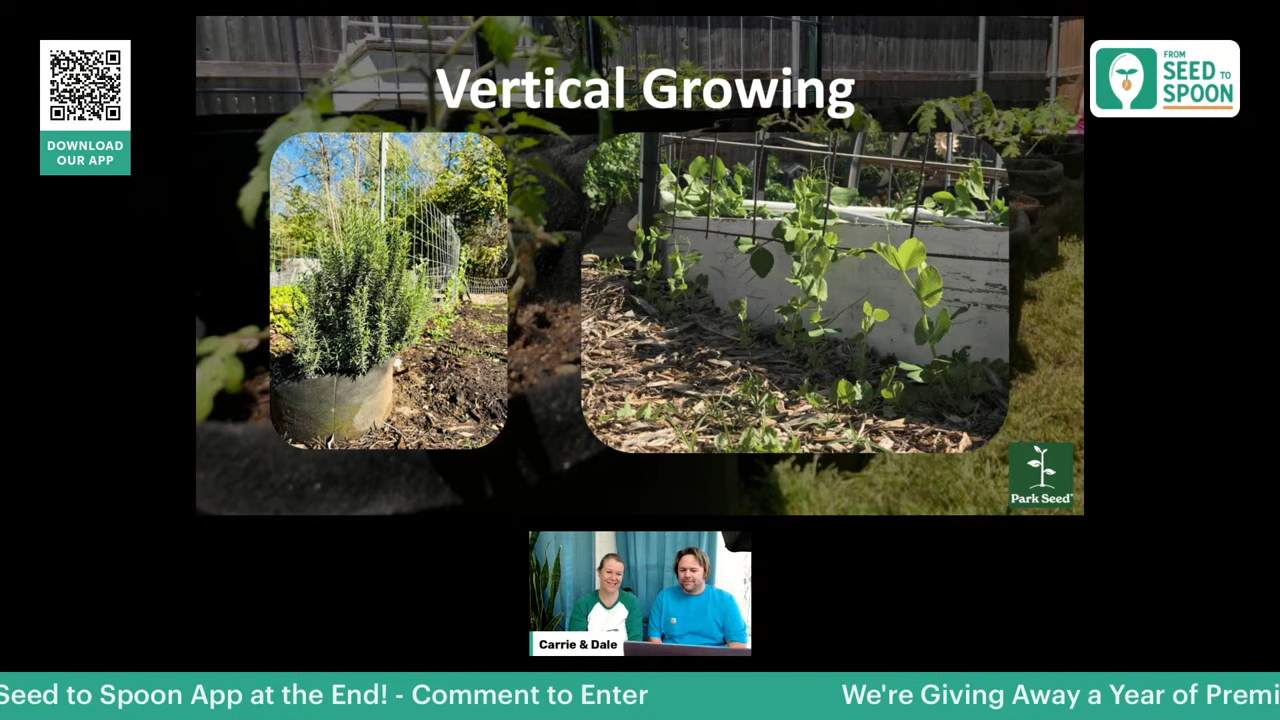 Vertical Growing
DOWNLOAD
OUR APP
FROM
SEED TO
SPOON
Park Seed
Carrie & Dale
Seed to Spoon App at the End! - Comment to Enter
We're Giving Away a Year of Premi